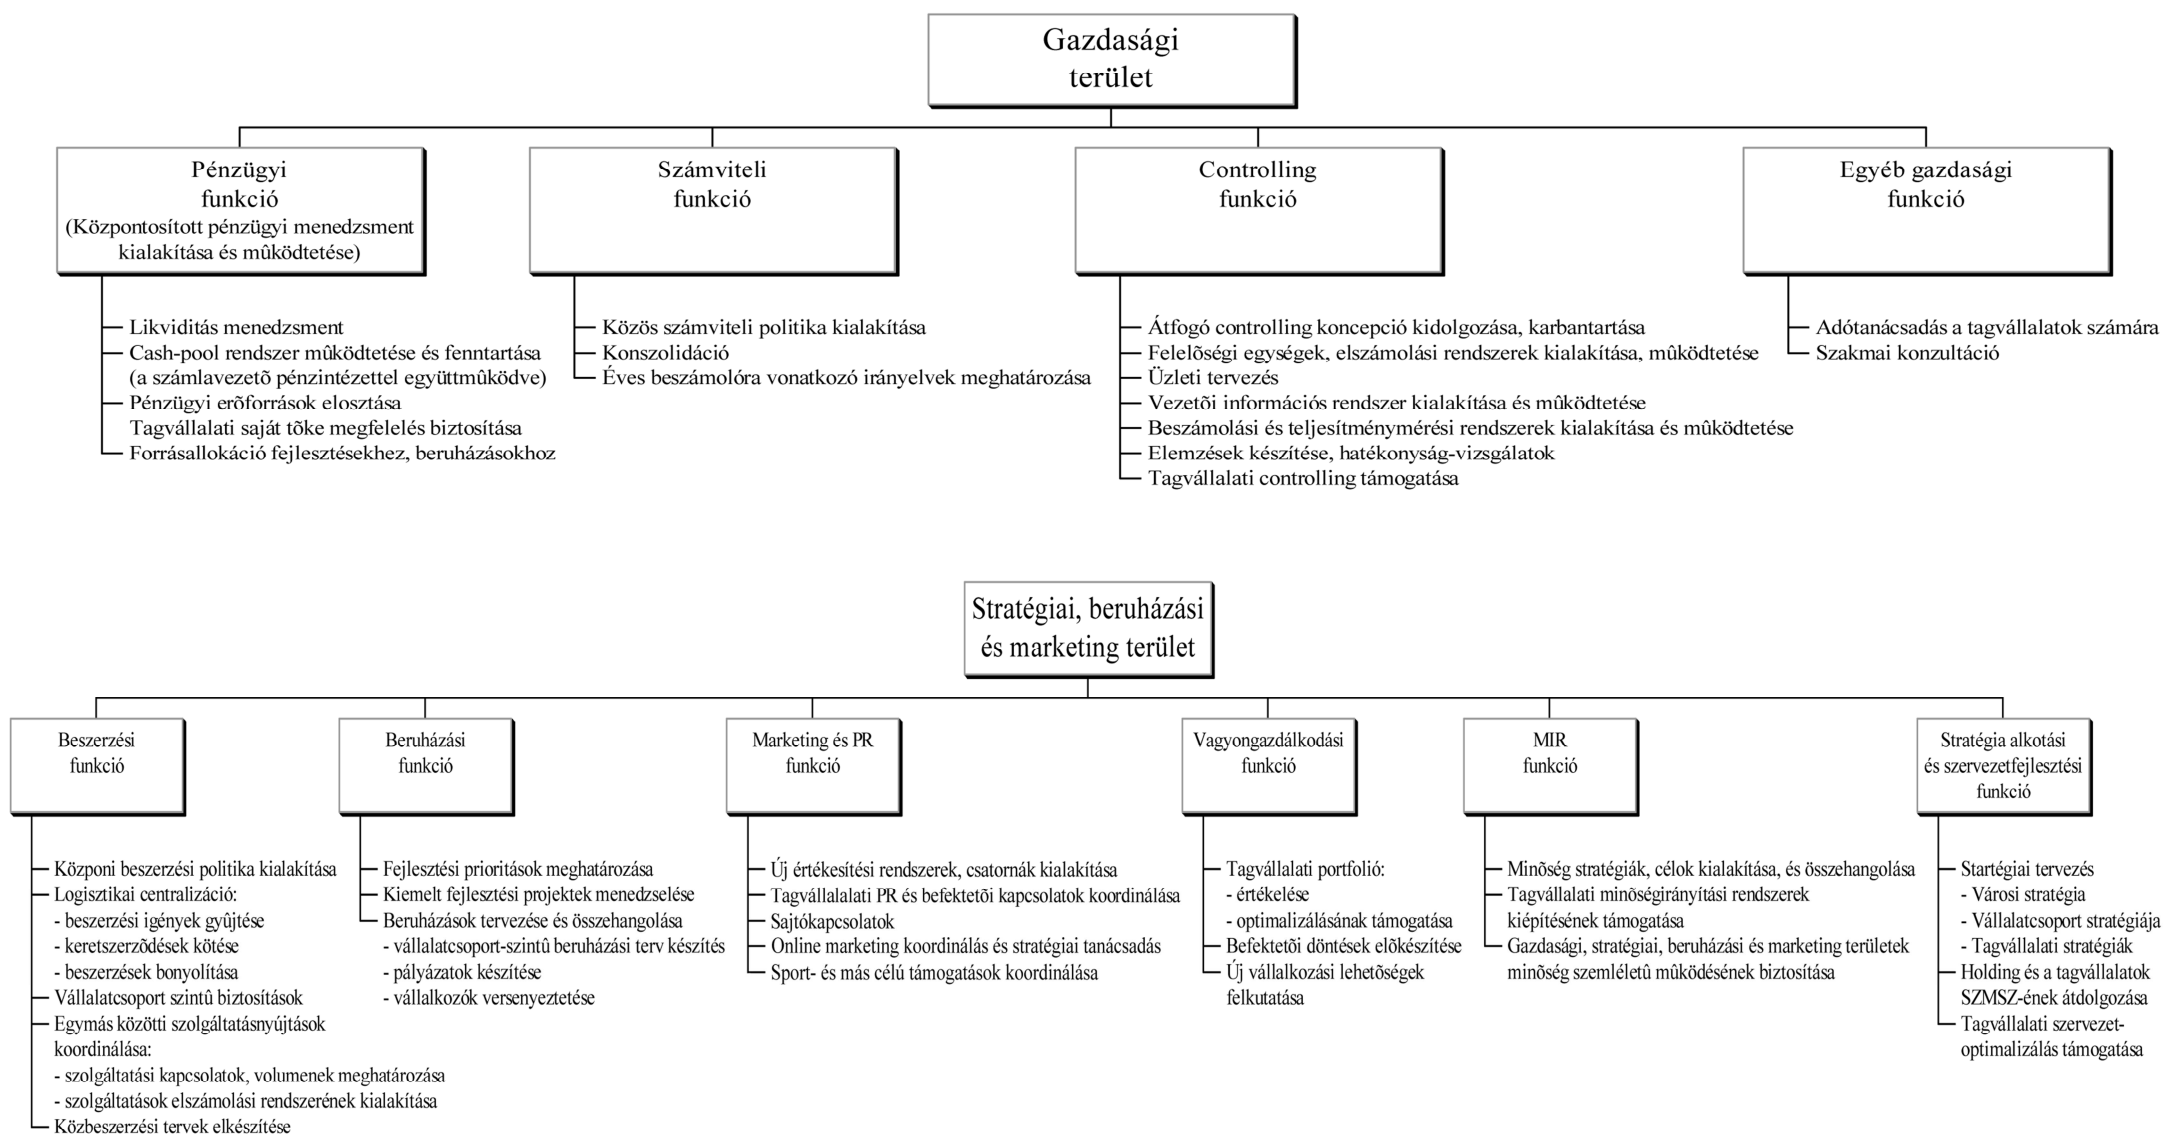 Gazdasági
terület
Pénzügyi
funkció
(Központosított pénzügyi menedzsment
kialakítása és mûködtetése)
Likviditás menedzsment
Cash-pool rendszer mûködtetése és fenntartása
(a számlavezetõ pénzintézettel együttmûködve)
Pénzügyi erõforrások elosztása
Tagvállalati saját tõke megfelelés biztosítása
Forrásallokáció fejlesztésekhez, beruházásokhoz
Számviteli
funkció
Közös számviteli politika kialakítása
Konszolidáció
Éves beszámolóra vonatkozó irányelvek meghatározása
Controlling
funkció
Átfogó controlling koncepció kidolgozása, karbantartása
Felelõségi egységek, elszámolási rendszerek kialakítása, mûködtetése
Üzleti tervezés
Vezetõi információs rendszer kialakítása és mûködtetése
Beszámolási és teljesítménymérési rendszerek kialakítása és mûködtetése
Elemzések készítése, hatékonyság-vizsgálatok
Tagvállalati controlling támogatása
Egyéb gazdasági
funkció
Adótanácsadás a tagvállalatok számára
Szakmai konzultáció
Stratégiai, beruházási
és marketing terület
Beszerzési
funkció
Közponi beszerzési politika kialakítása
Logisztikai centralizáció:
- beszerzési igények gyûjtése
- keretszerzõdések kötése
- beszerzések bonyolítása
Vállalatcsoport szintû biztosítások
Egymás közötti szolgáltatásnyújtások
koordinálása:
- szolgáltatási kapcsolatok, volumenek meghatározása
- szolgáltatások elszámolási rendszerének kialakítása
Közbeszerzési tervek elkészítése
Beruházási
funkció
Fejlesztési prioritások meghatározása
Kiemelt fejlesztési projektek menedzselése
Beruházások tervezése és összehangolása
- vállalatcsoport-szintû beruházási terv készítés
- pályázatok készítése
- vállalkozók versenyeztetése
Marketing és PR
funkció
Új értékesítési rendszerek, csatornák kialakítása
Tagvállalalati PR és befektetõi kapcsolatok koordinálása
Sajtókapcsolatok
Online marketing koordinálás és stratégiai tanácsadás
Sport- és más célú támogatások koordinálása
Vagyongazdálkodási
funkció
Tagvállalati portfolió:
- értékelése
- optimalizálásának támogatása
Befektetõi döntések elõkészítése
Új vállalkozási lehetõségek
felkutatása
MIR
funkció
Minõség stratégiák, célok kialakítása, és összehangolása
Tagvállalati minõségirányítási rendszerek
kiépítésének támogatása
Gazdasági, stratégiai, beruházási és marketing területek
minõség szemléletû mûködésének biztosítása
Stratégia alkotási
és szervezetfejlesztési
funkció
Startégiai tervezés
- Városi stratégia
- Vállalatcsoport stratégiája
- Tagvállalati stratégiák
Holding és a tagvállalatok
SZMSZ-ének átdolgozása
Tagvállalati szervezet-
optimalizálás támogatása